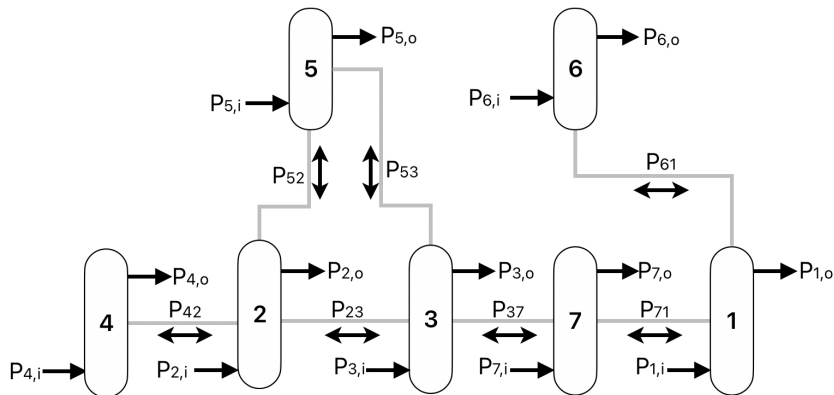 5 P5,o
6 P6,o
P5,i
P6,i
P52 P53
P61
4 P4,o
2 P2,o
3 P3,o
7 P7,o
1 P1,o
P42 P23 P37 P71
P4,i P2,i P3,i P7,i P1,i